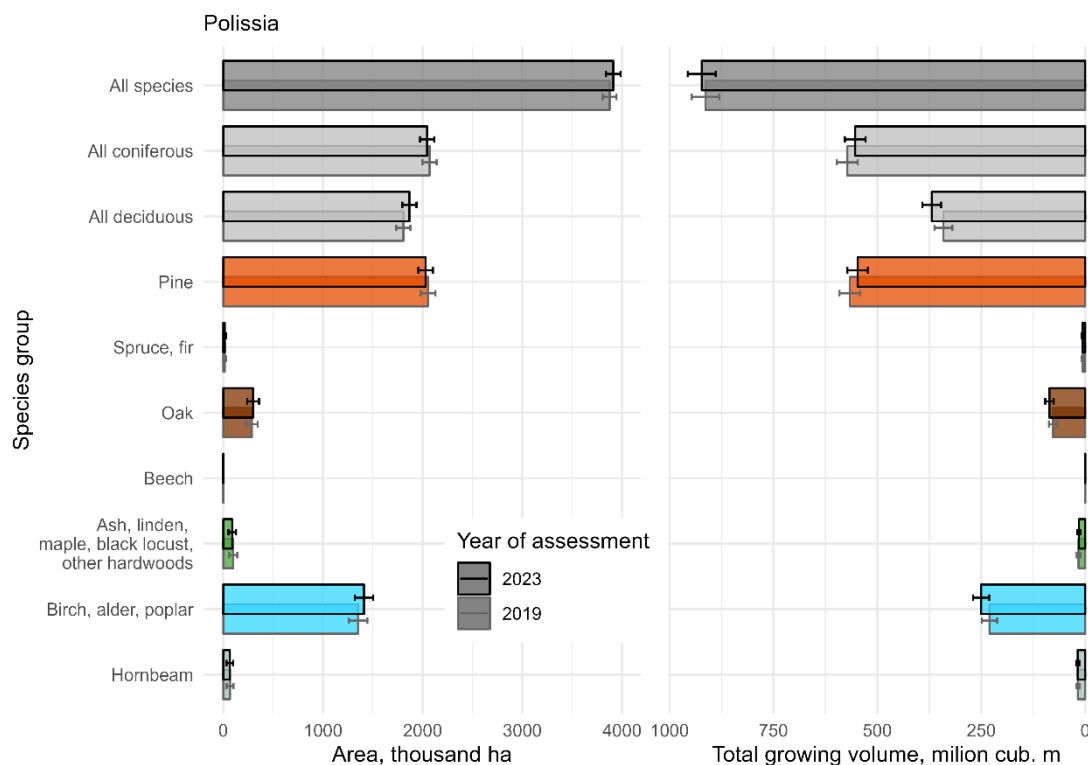 Polissia
Species group
All species
All coniferous
All deciduous
Pine
Spruce, fir
Oak
Beech
Ash, linden,
maple, black locust,
other hardwoods
Birch, alder, poplar
Hornbeam
Year of assessment
2023
2019
0 1000 2000 3000 4000
1000 750 500 250 0
Area, thousand ha
Total growing volume, milion cub. m